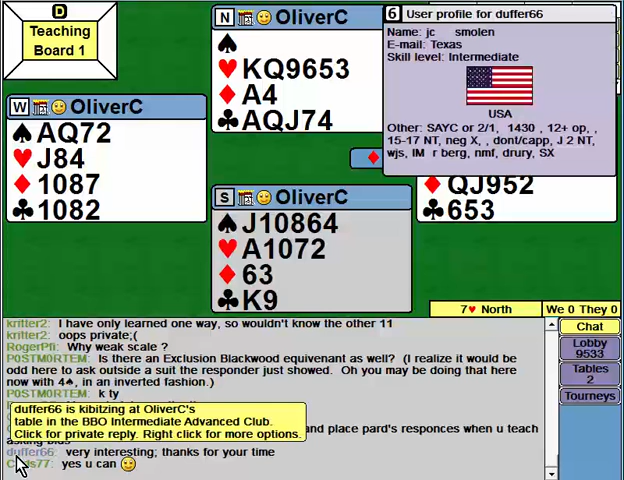 D
Teaching
Board 1
N OliverC
♠
♥ KQ9653
♦ A4
♣ AQJ74
6 User profile for duffer66
Name: jc smolen
E-mail: Texas
Skill level: Intermediate
USA
Other: SAYC or 2/1, 1430 , 12+ op, ,
15-17 NT, neg X, , dont/capp, J 2 NT,
wjs, IM r berg, nmf, drury, SX
W OliverC
♠ AQ72
♥ J84
♦ 1087
♣ 1082
♦
♦ QJ952
♣ 653
S OliverC
♠ J10864
♥ A1072
♦ 63
♣ K9
7♥ North
We 0 They 0
kritter2: I have only learned one way, so wouldn't know the other 11
kritter2: oops private;(
RogerPfi: Why weak scale ?
P0STM0RTEM: Is there an Exclusion Blackwood equivenant as well? (I realize it would be
odd here to ask outside a suit the responder just showed. Oh you may be doing that here
now with 4♠, in an inverted fashion.)
P0STM0RTEM: k ty
duffer66 is kibitzing at OliverC's
table in the BBO Intermediate Advanced Club.
Click for private reply. Right click for more options.
and place pard's responces when u teach
asking bids
duffer66: very interesting; thanks for your time
yes u can
Chat
Lobby
9533
Tables
2
Tourneys